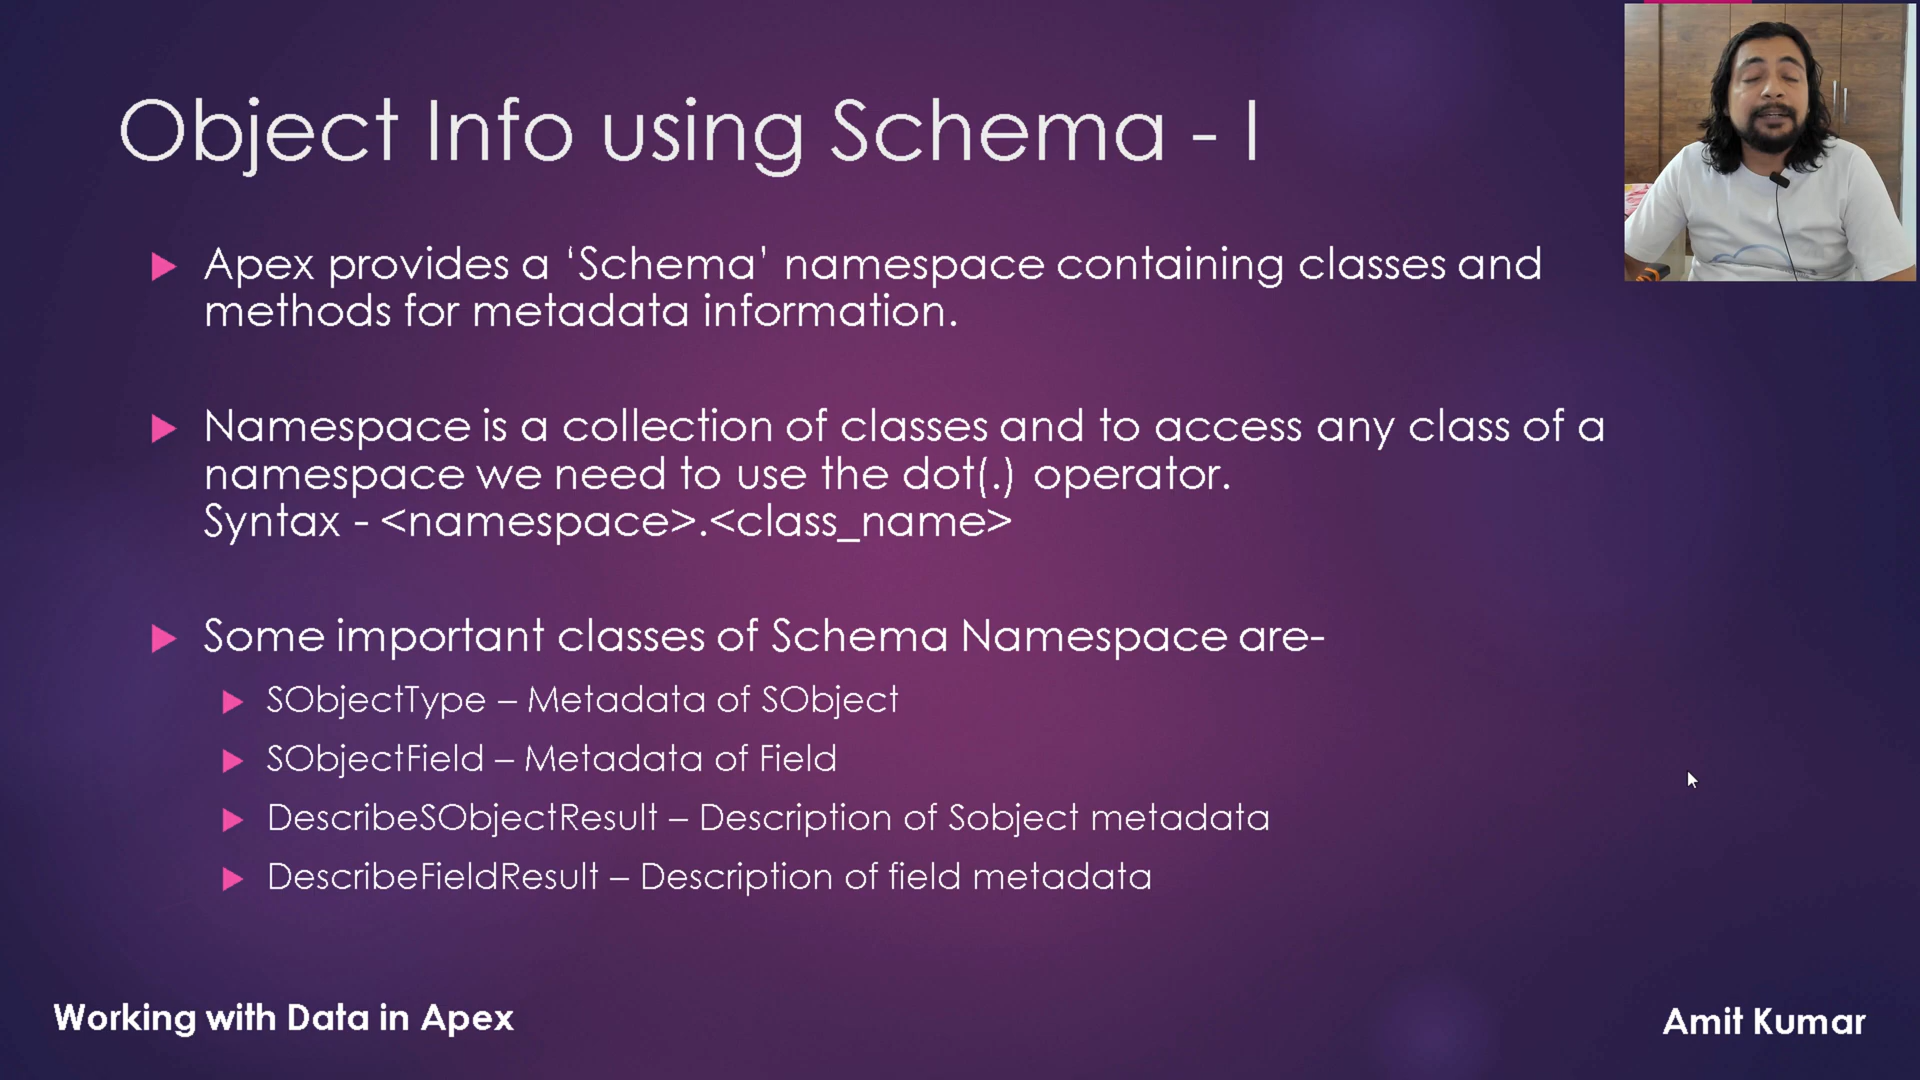 Object Info using Schema - I
Apex provides a ‘Schema’ namespace containing classes and
methods for metadata information.
Namespace is a collection of classes and to access any class of a
namespace we need to use the dot(.) operator.
Syntax - <namespace>.<class_name>
Some important classes of Schema Namespace are-
SObjectType – Metadata of SObject
SObjectField – Metadata of Field
DescribeSObjectResult – Description of Sobject metadata
DescribeFieldResult – Description of field metadata
Working with Data in Apex
Amit Kumar